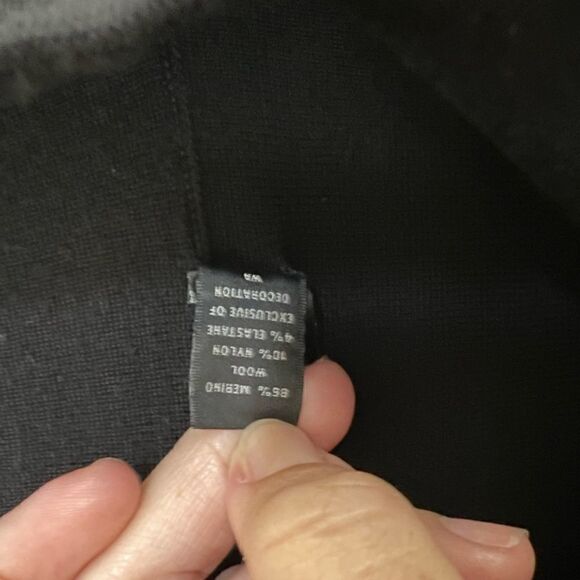 86% MERINO
WOOL
10% NYLON
4% ELASTANE
EXCLUSIVE OF
DECORATION